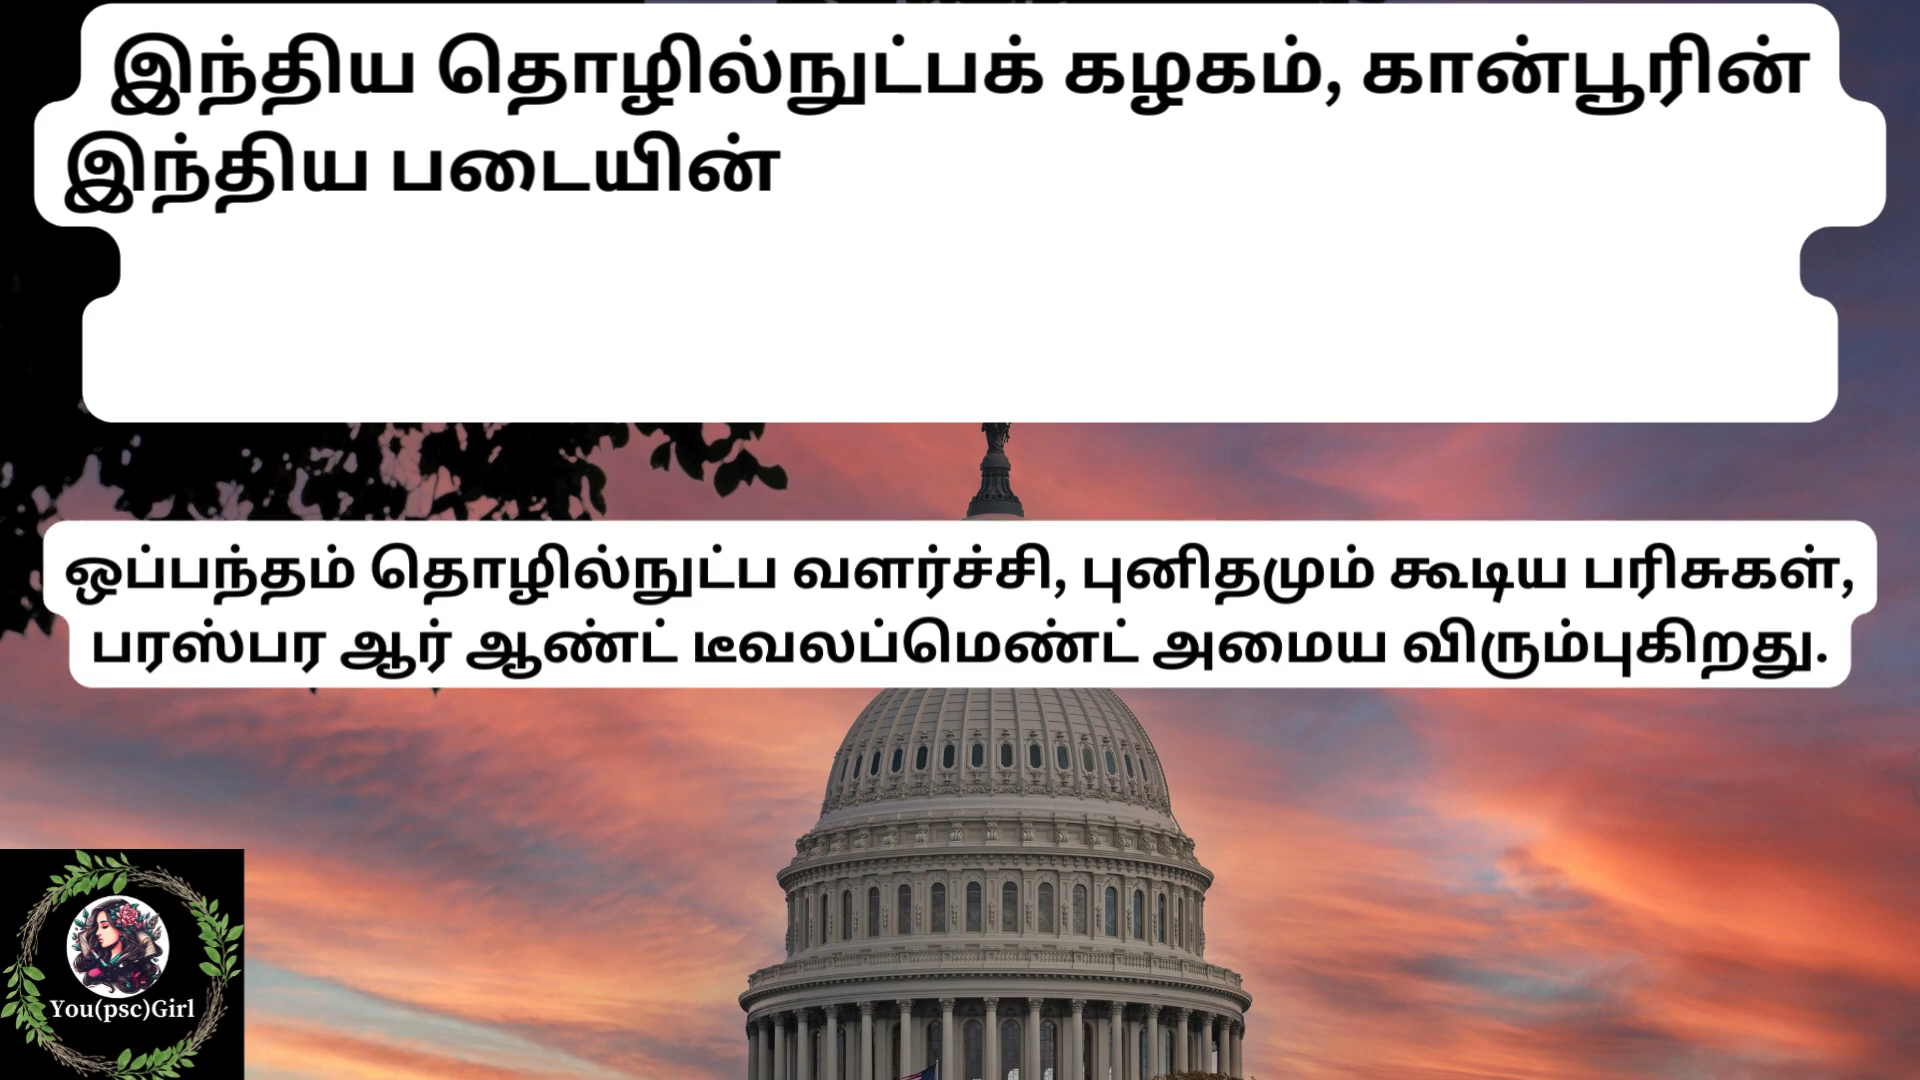 இந்திய தொழில்நுட்பக் கழகம், கான்பூரின்
இந்திய படையின்
ஒப்பந்தம் தொழில்நுட்ப வளர்ச்சி, புனிதமும் கூடிய பரிசுகள்,
பரஸ்பர ஆர் ஆண்ட் டீவலப்மெண்ட் அமைய விரும்புகிறது.
You(psc)Girl